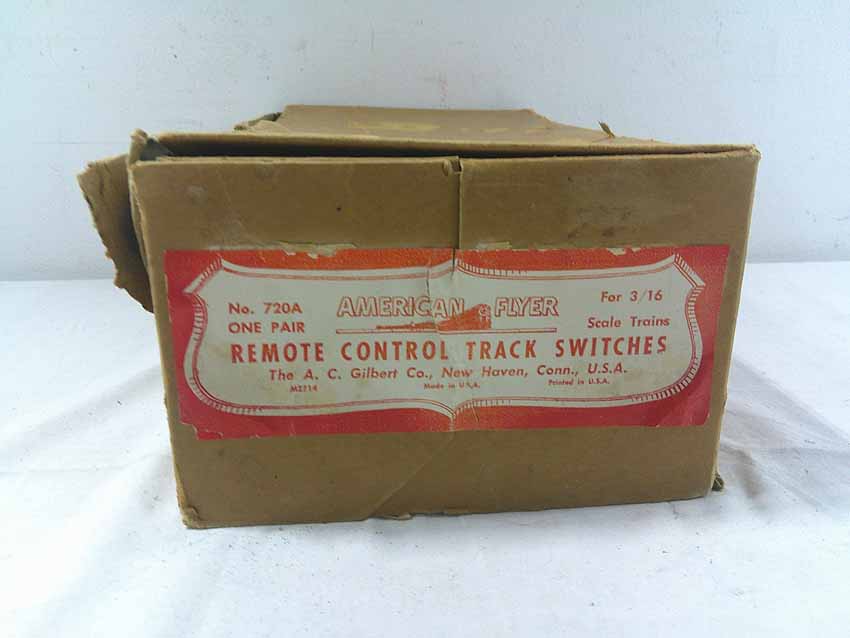 No. 720A AMERICAN FLYER For 3/16
ONE PAIR Scale Trains
REMOTE CONTROL TRACK SWITCHES
The A. C. Gilbert Co., New Haven, Conn., U.S.A.
M2714 Made in U.S.A. Printed in U.S.A.